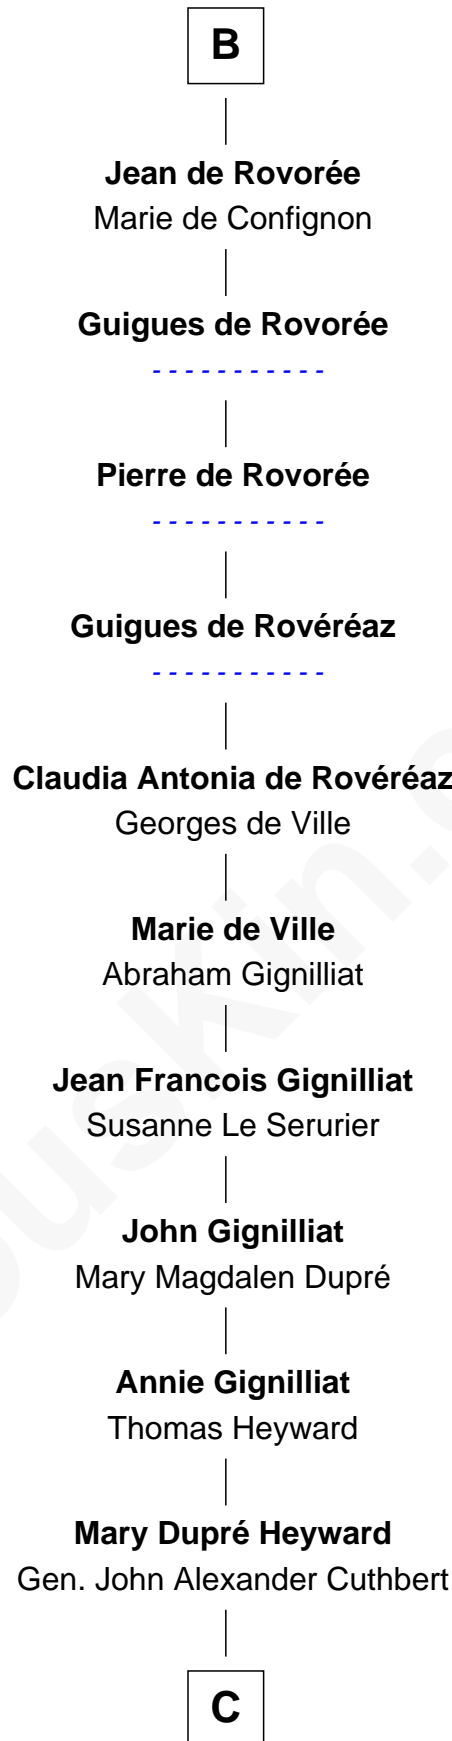 B
Jean de Rovorée
Marie de Confignon
Guigues de Rovorée
- - - - - - - - - - -
Pierre de Rovorée
- - - - - - - - - - -
Guigues de Rovéréaz
- - - - - - - - - - -
Claudia Antonia de Rovéréaz
Georges de Ville
Marie de Ville
Abraham Gignilliat
Jean Francois Gignilliat
Susanne Le Serurier
John Gignilliat
Mary Magdalen Dupré
Annie Gignilliat
Thomas Heyward
Mary Dupré Heyward
Gen. John Alexander Cuthbert
C